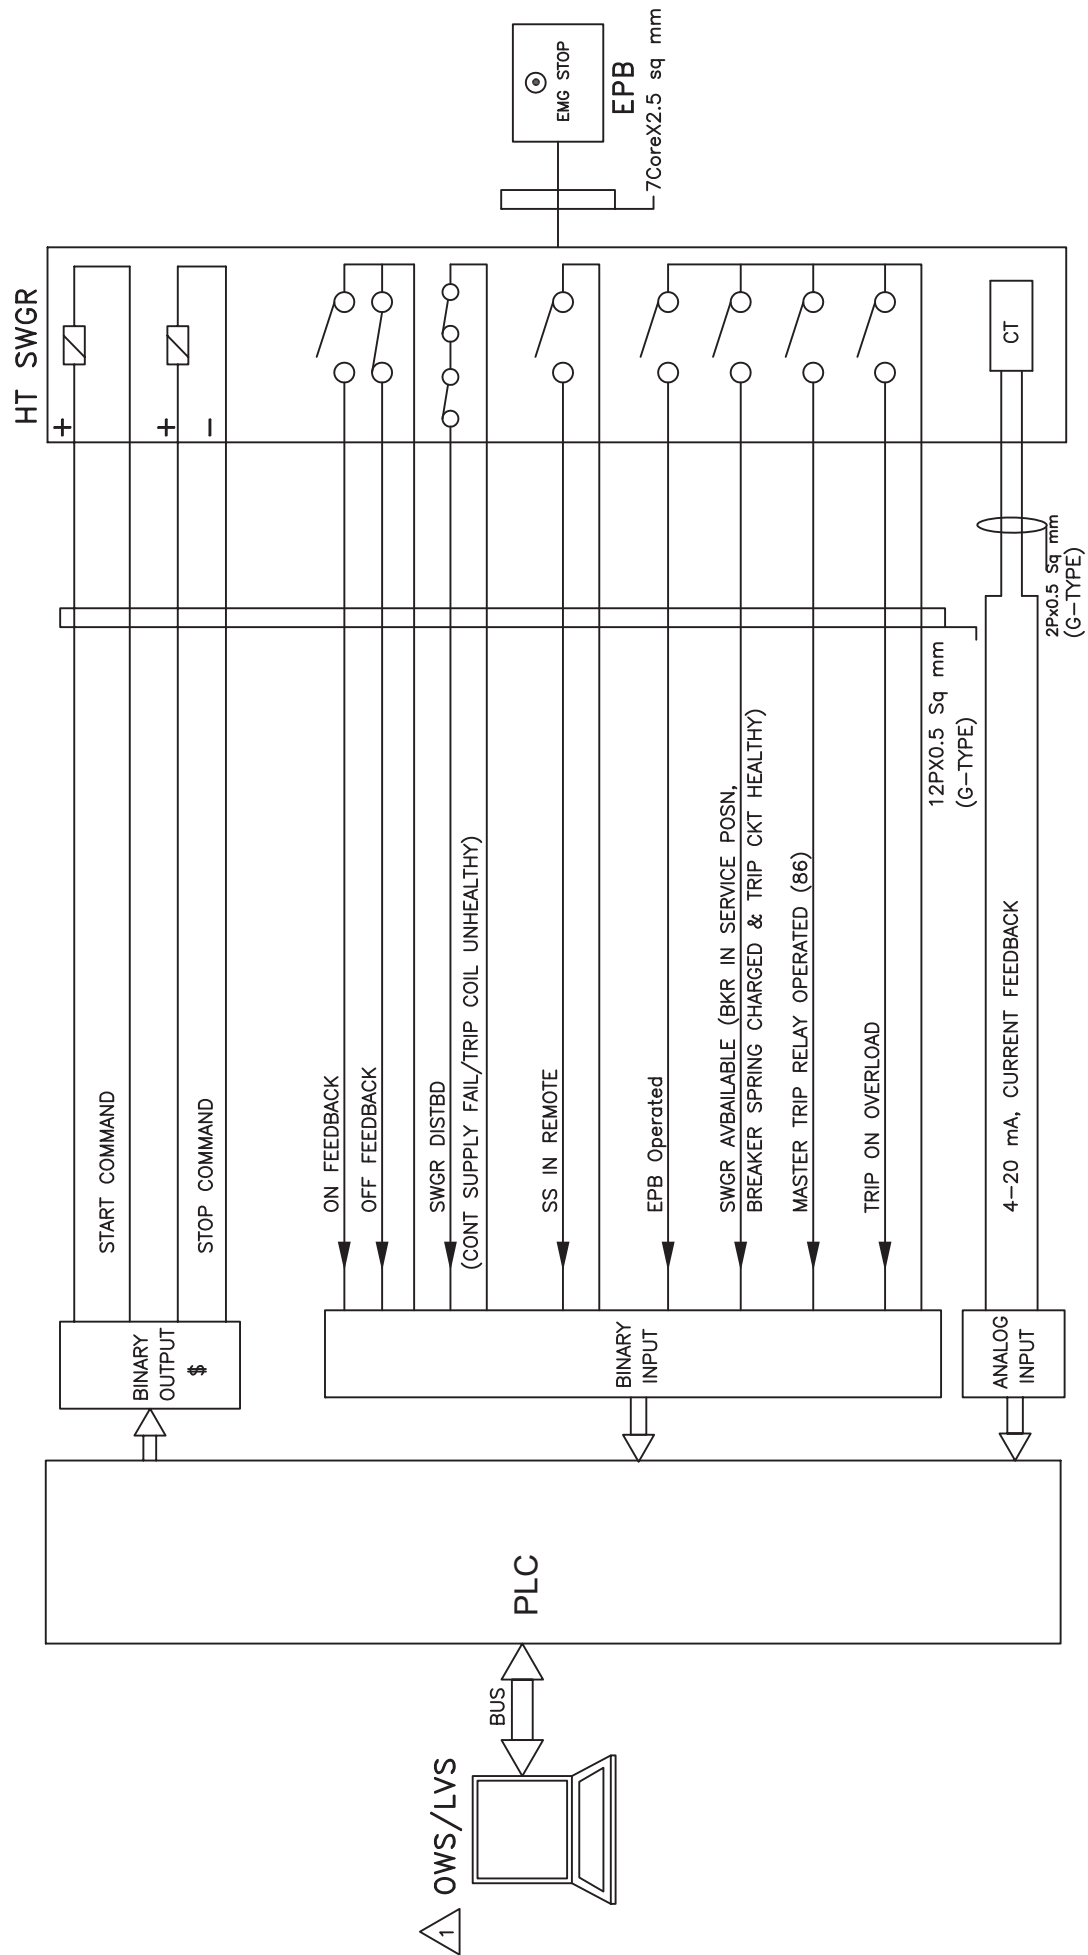 1
OWS/LVS
BUS
PLC
BINARY
OUTPUT
$
BINARY
INPUT
ANALOG
INPUT
START COMMAND
STOP COMMAND
ON FEEDBACK
OFF FEEDBACK
SWGR DISTBD
(CONT SUPPLY FAIL/TRIP COIL UNHEALTHY)
SS IN REMOTE
EPB Operated
SWGR AVBAILABLE (BKR IN SERVICE POSN,
BREAKER SPRING CHARGED & TRIP CKT HEALTHY)
MASTER TRIP RELAY OPERATED (86)
TRIP ON OVERLOAD
4-20 mA, CURRENT FEEDBACK
12PX0.5 Sq mm
(G-TYPE)
2Px0.5 Sq mm
(G-TYPE)
HT SWGR
+
+
-
CT
EMG STOP
EPB
7CoreX2.5 sq mm